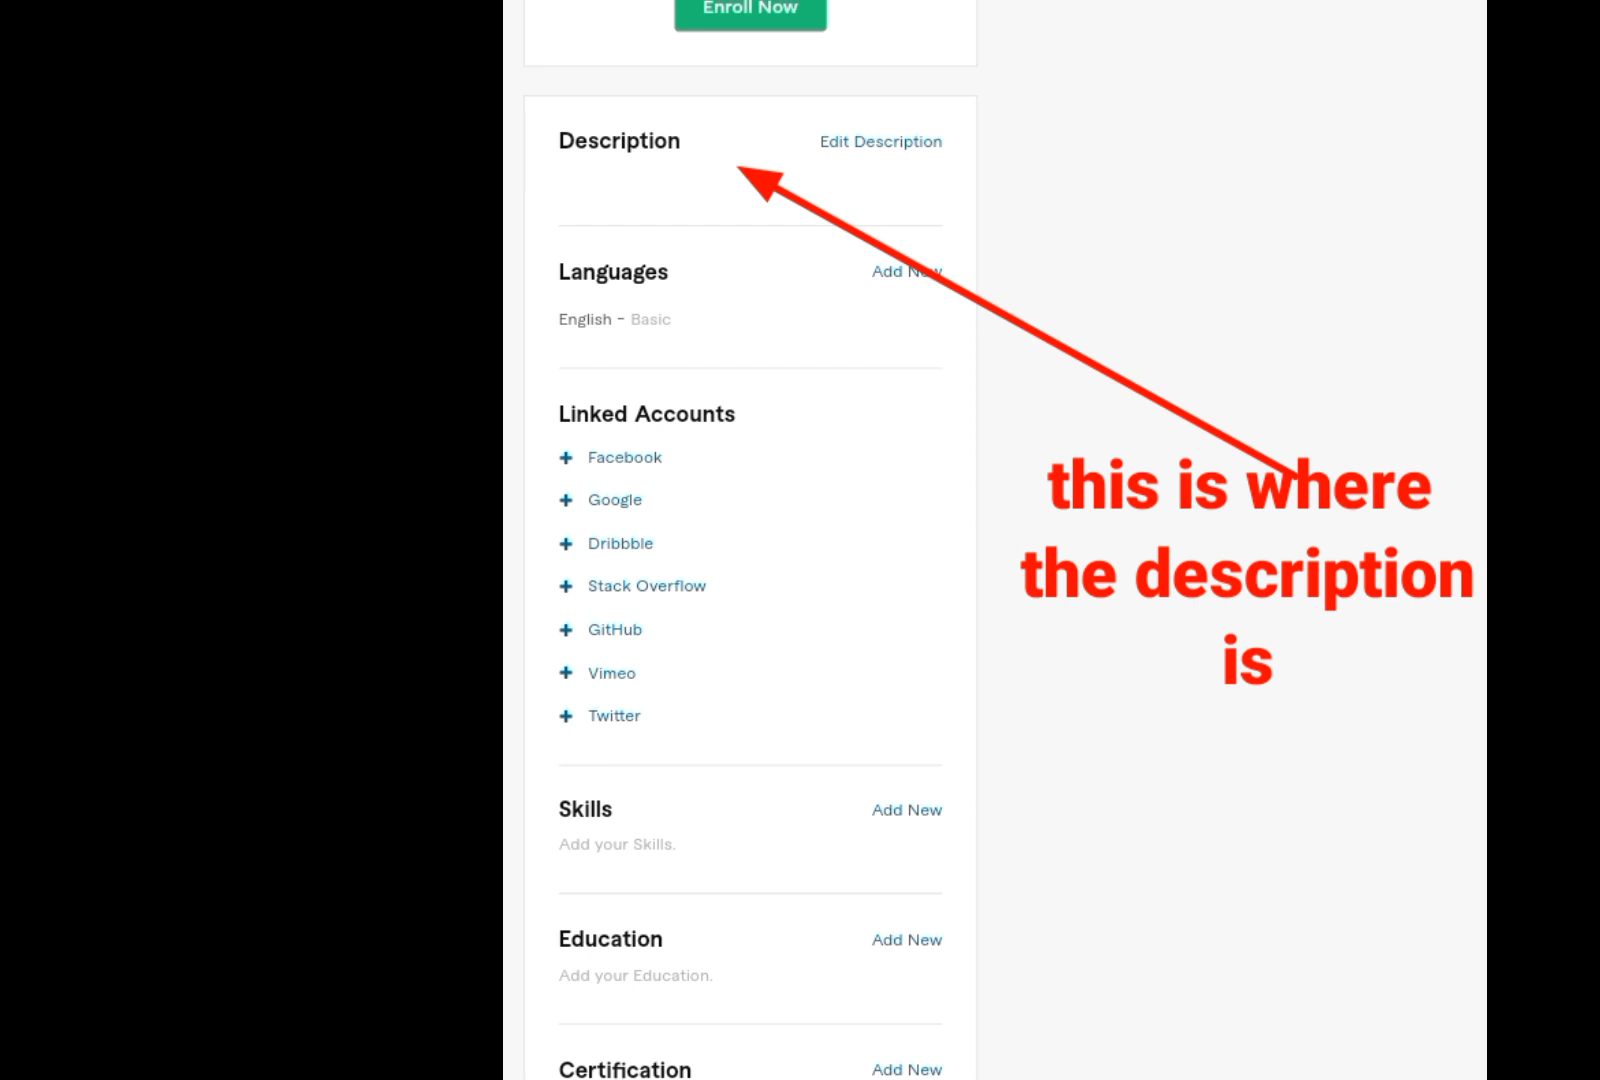 Enroll Now
Description
Edit Description
Languages
Add New
English - Basic
Linked Accounts
+ Facebook
+ Google
+ Dribbble
+ Stack Overflow
+ GitHub
+ Vimeo
+ Twitter
this is where
the description
is
Skills
Add New
Add your Skills.
Education
Add New
Add your Education.
Certification
Add New